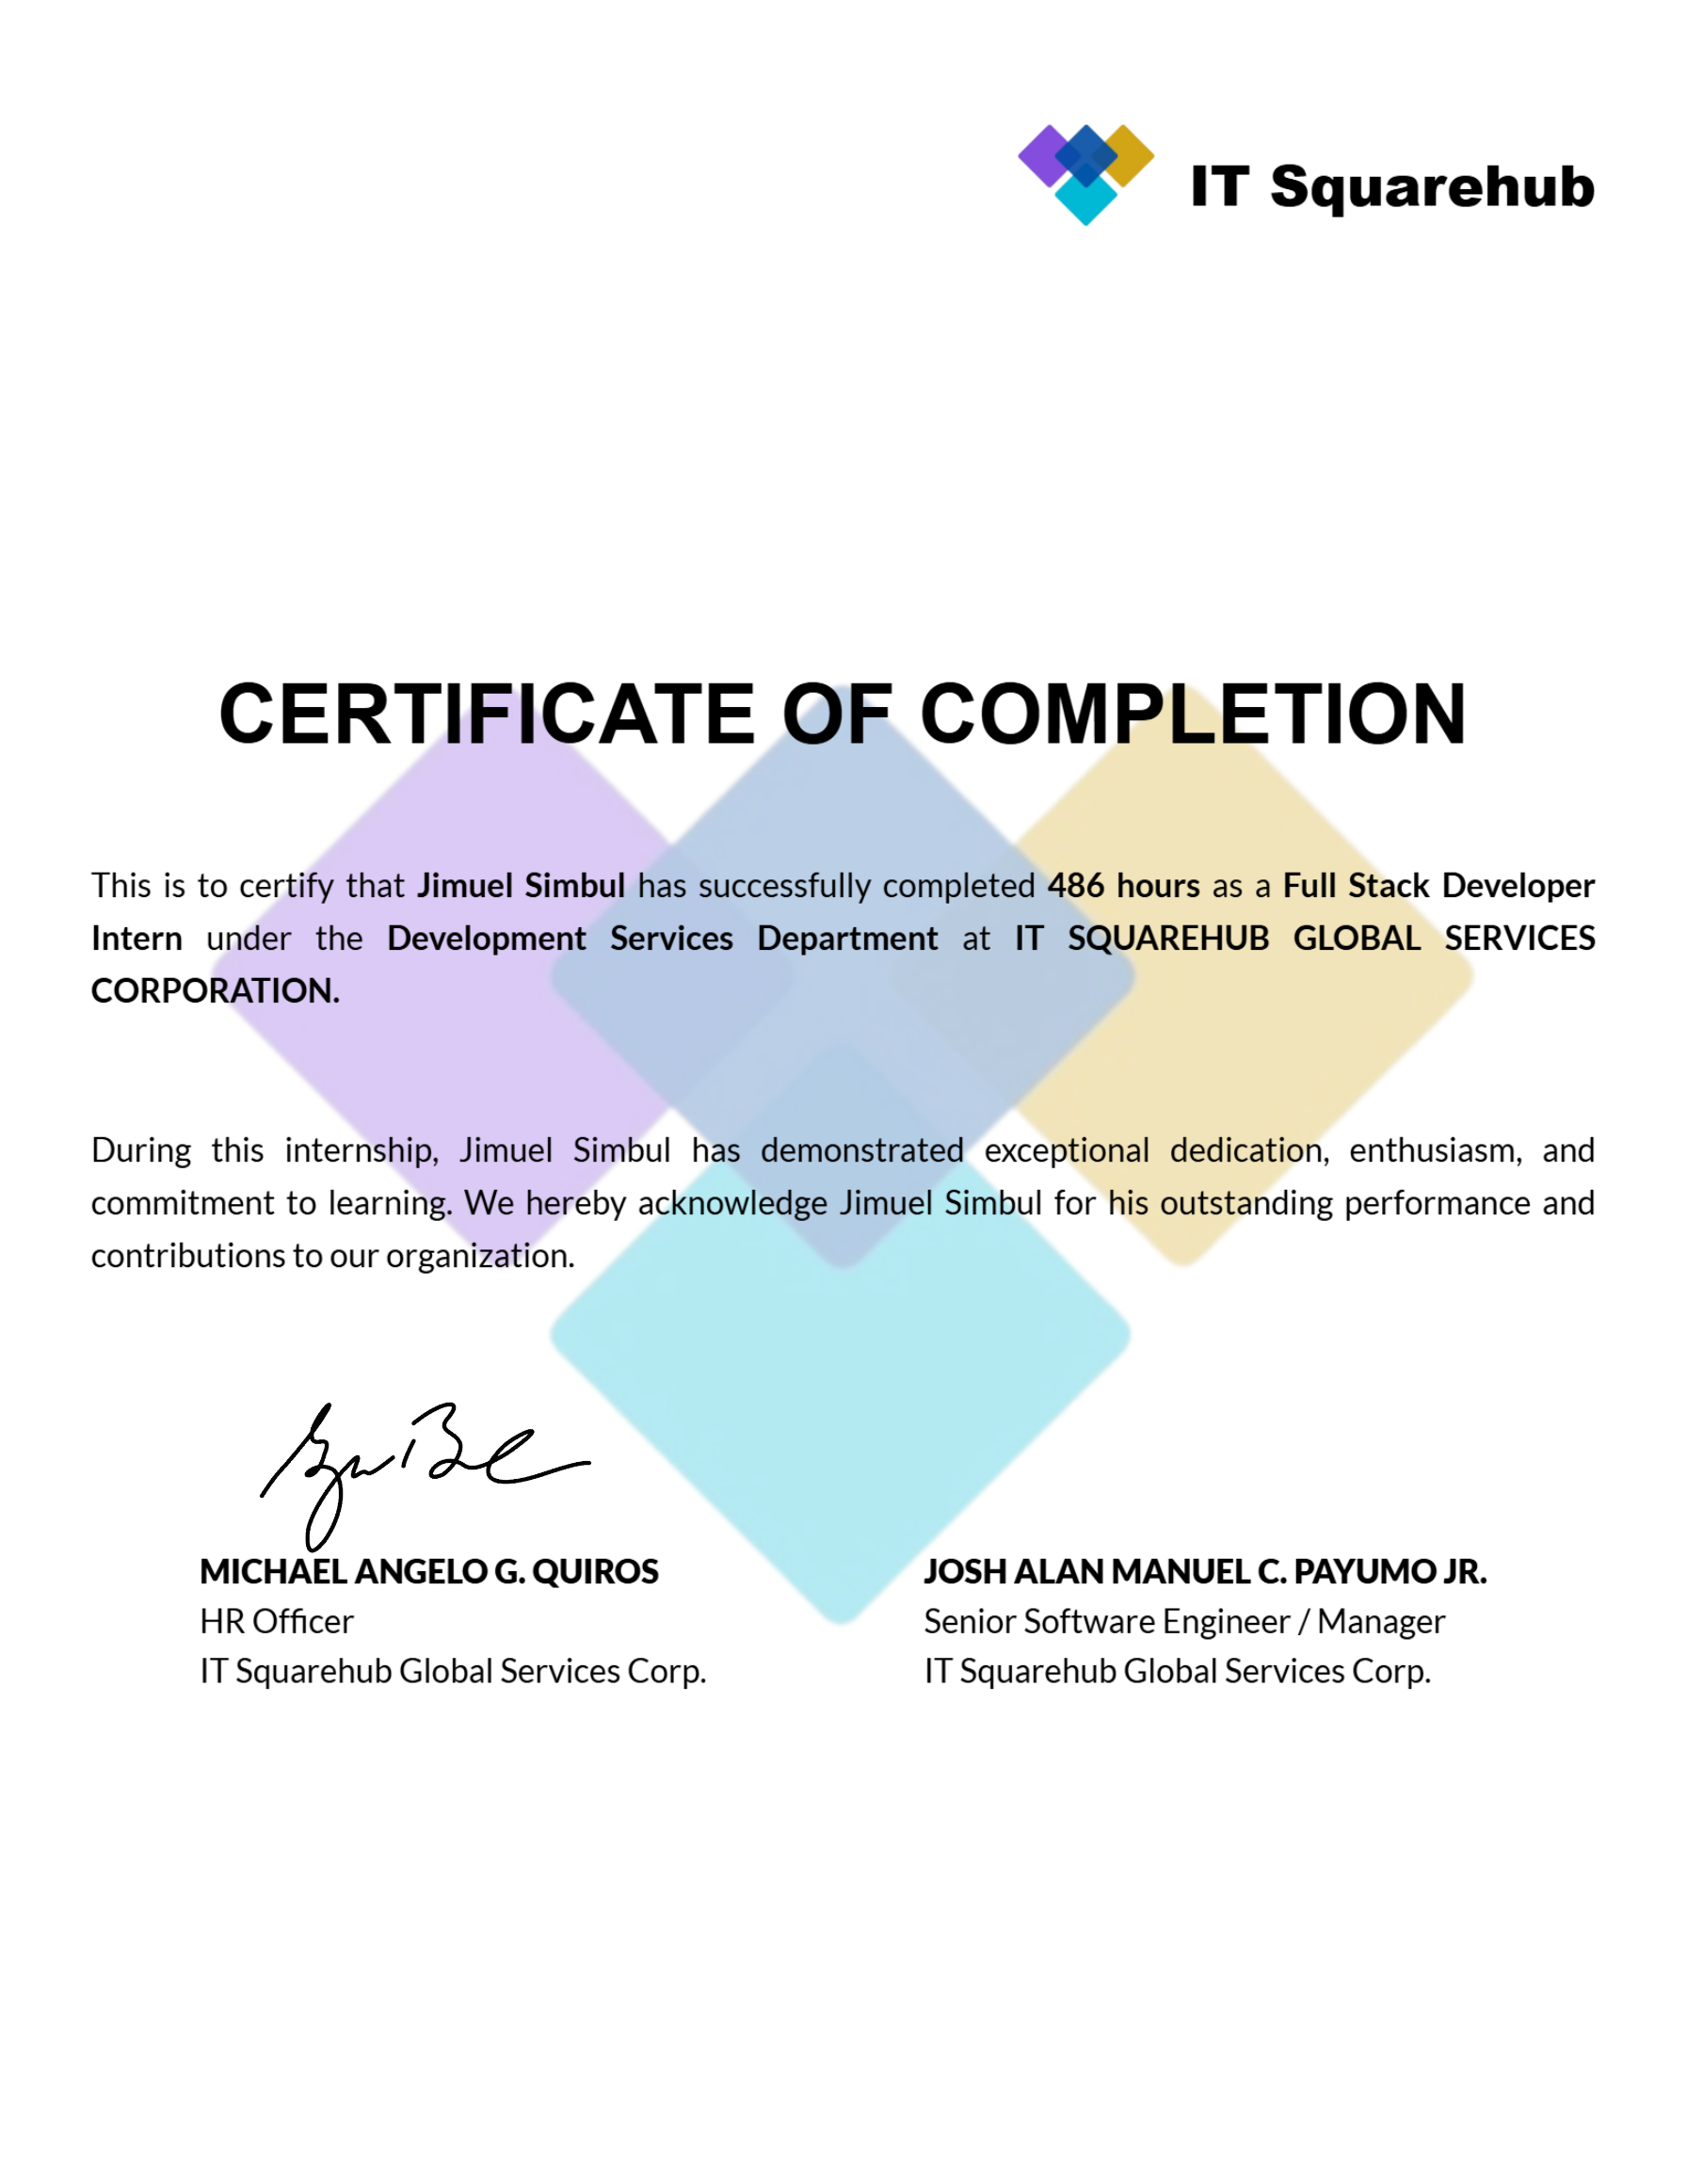 IT Squarehub
CERTIFICATE OF COMPLETION
This is to certify that Jimuel Simbul has successfully completed 486 hours as a Full Stack Developer
Intern under the Development Services Department at IT SQUAREHUB GLOBAL SERVICES
CORPORATION.
During this internship, Jimuel Simbul has demonstrated exceptional dedication, enthusiasm, and
commitment to learning. We hereby acknowledge Jimuel Simbul for his outstanding performance and
contributions to our organization.
MICHAEL ANGELO G. QUIROS
HR Officer
IT Squarehub Global Services Corp.
JOSH ALAN MANUEL C. PAYUMO JR.
Senior Software Engineer / Manager
IT Squarehub Global Services Corp.